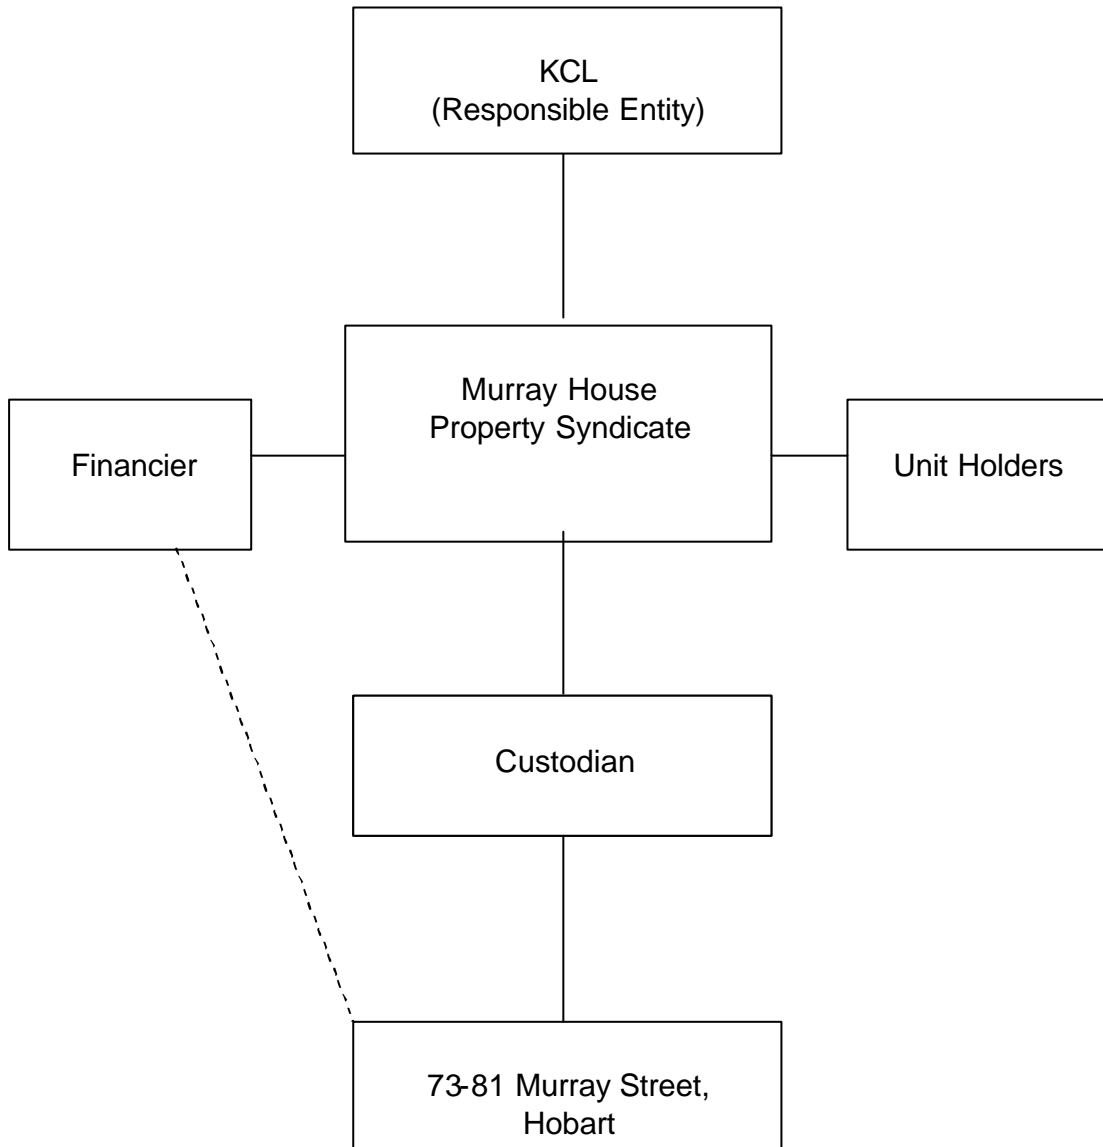 KCL
(Responsible Entity)
Murray House
Property Syndicate
Financier
Unit Holders
Custodian
73-81 Murray Street,
Hobart